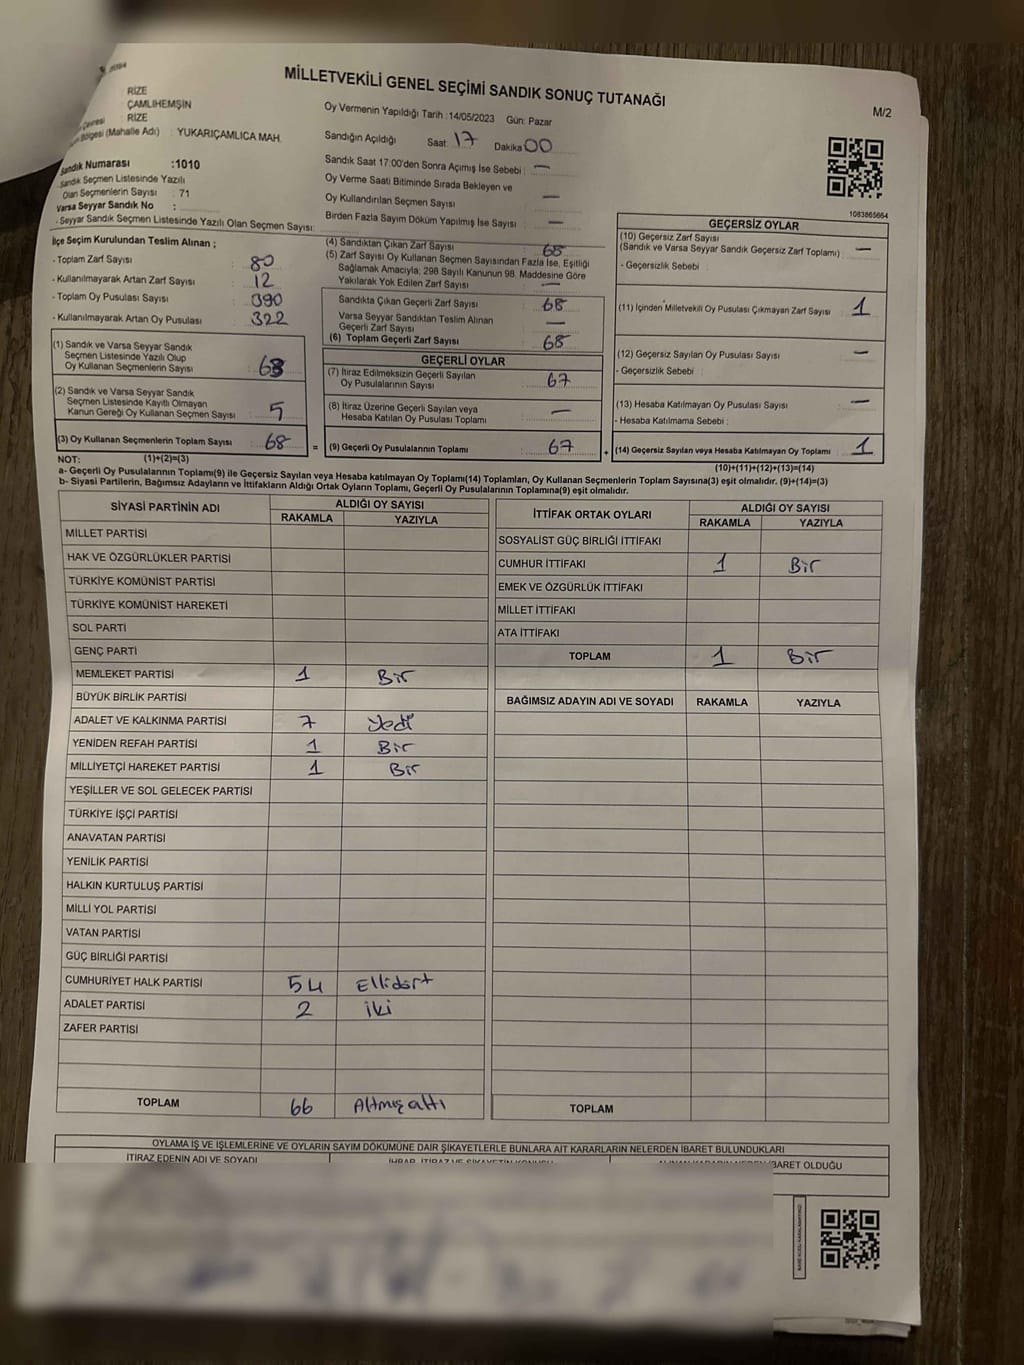 MİLLETVEKİLİ GENEL SEÇİMİ SANDIK SONUÇ TUTANAĞI
M/2
RİZE
ÇAMLIHEMŞİN
RİZE
Bölgesi (Mahalle Adı) : YUKARIÇAMLICA MAH.
Sandık Numarası :1010
Sandık Seçmen Listesinde Yazılı
Olan Seçmenlerin Sayısı : 71
Varsa Seyyar Sandık No :
- Seyyar Sandık Seçmen Listesinde Yazılı Olan Seçmen Sayısı:
Oy Vermenin Yapıldığı Tarih :14/05/2023 Gün: Pazar
Sandığın Açıldığı Saat: 17 Dakika 00
Sandık Saat 17:00'den Sonra Açımış İse Sebebi : —
Oy Verme Saati Bitiminde Sırada Bekleyen ve
Oy Kullandırılan Seçmen Sayısı : —
Birden Fazla Sayım Döküm Yapılmış İse Sayısı : —
1083865664
İlçe Seçim Kurulundan Teslim Alınan ;
- Toplam Zarf Sayısı : 80
- Kullanılmayarak Artan Zarf Sayısı : 12
- Toplam Oy Pusulası Sayısı : 390
- Kullanılmayarak Artan Oy Pusulası : 322
(1) Sandık ve Varsa Seyyar Sandık
Seçmen Listesinde Yazılı Olup
Oy Kullanan Seçmenlerin Sayısı : 63
(2) Sandık ve Varsa Seyyar Sandık
Seçmen Listesinde Kayıtlı Olmayan
Kanun Gereği Oy Kullanan Seçmen Sayısı : 5
(3) Oy Kullanan Seçmenlerin Toplam Sayısı : 68
=
(4) Sandıktan Çıkan Zarf Sayısı : 68
(5) Zarf Sayısı Oy Kullanan Seçmen Sayısından Fazla İse, Eşitliği
Sağlamak Amacıyla; 298 Sayılı Kanunun 98. Maddesine Göre
Yakılarak Yok Edilen Zarf Sayısı : —
Sandıkta Çıkan Geçerli Zarf Sayısı : 68
Varsa Seyyar Sandıktan Teslim Alınan
Geçerli Zarf Sayısı : —
(6) Toplam Geçerli Zarf Sayısı : 68
GEÇERLİ OYLAR
(7) İtiraz Edilmeksizin Geçerli Sayılan
Oy Pusulalarının Sayısı : 67
(8) İtiraz Üzerine Geçerli Sayılan veya
Hesaba Katılan Oy Pusulası Toplamı : —
(9) Geçerli Oy Pusulalarının Toplamı : 67
+
GEÇERSİZ OYLAR
(10) Geçersiz Zarf Sayısı
(Sandık ve Varsa Seyyar Sandık Geçersiz Zarf Toplamı) : —
- Geçersizlik Sebebi :
(11) İçinden Milletvekili Oy Pusulası Çıkmayan Zarf Sayısı : 1
(12) Geçersiz Sayılan Oy Pusulası Sayısı : —
- Geçersizlik Sebebi :
(13) Hesaba Katılmayan Oy Pusulası Sayısı : —
- Hesaba Katılmama Sebebi :
(14) Geçersiz Sayılan veya Hesaba Katılmayan Oy Toplamı : 1
NOT: (1)+(2)=(3)
(10)+(11)+(12)+(13)=(14)
a- Geçerli Oy Pusulalarının Toplamı(9) ile Geçersiz Sayılan veya Hesaba katılmayan Oy Toplamı(14) Toplamları, Oy Kullanan Seçmenlerin Toplam Sayısına(3) eşit olmalıdır. (9)+(14)=(3)
b- Siyasi Partilerin, Bağımsız Adayların ve İttifakların Aldığı Ortak Oyların Toplamı, Geçerli Oy Pusulalarının Toplamına(9) eşit olmalıdır.
SİYASİ PARTİNİN ADI ALDIĞI OY SAYISI
RAKAMLA YAZIYLA
MİLLET PARTİSİ
HAK VE ÖZGÜRLÜKLER PARTİSİ
TÜRKİYE KOMÜNİST PARTİSİ
TÜRKİYE KOMÜNİST HAREKETİ
SOL PARTİ
GENÇ PARTİ
MEMLEKET PARTİSİ 1 Bir
BÜYÜK BİRLİK PARTİSİ
ADALET VE KALKINMA PARTİSİ 7 Yedi
YENİDEN REFAH PARTİSİ 1 Bir
MİLLİYETÇİ HAREKET PARTİSİ 1 Bir
YEŞİLLER VE SOL GELECEK PARTİSİ
TÜRKİYE İŞÇİ PARTİSİ
ANAVATAN PARTİSİ
YENİLİK PARTİSİ
HALKIN KURTULUŞ PARTİSİ
MİLLİ YOL PARTİSİ
VATAN PARTİSİ
GÜÇ BİRLİĞİ PARTİSİ
CUMHURİYET HALK PARTİSİ 54 Ellidört
ADALET PARTİSİ 2 iki
ZAFER PARTİSİ
TOPLAM 66 Altmışaltı
İTTİFAK ORTAK OYLARI ALDIĞI OY SAYISI
RAKAMLA YAZIYLA
SOSYALİST GÜÇ BİRLİĞİ İTTİFAKI
CUMHUR İTTİFAKI 1 Bir
EMEK VE ÖZGÜRLÜK İTTİFAKI
MİLLET İTTİFAKI
ATA İTTİFAKI
TOPLAM 1 Bir
BAĞIMSIZ ADAYIN ADI VE SOYADI RAKAMLA YAZIYLA
TOPLAM
OYLAMA İŞ VE İŞLEMLERİNE VE OYLARIN SAYIM DÖKÜMÜNE DAİR ŞİKAYETLERLE BUNLARA AİT KARARLARIN NELERDEN İBARET BULUNDUKLARI
İTİRAZ EDENİN ADI VE SOYADI İHBAR, İTİRAZ VE ŞİKAYETİN KONUSU ALINAN KARARIN NEDEN İBARET OLDUĞU